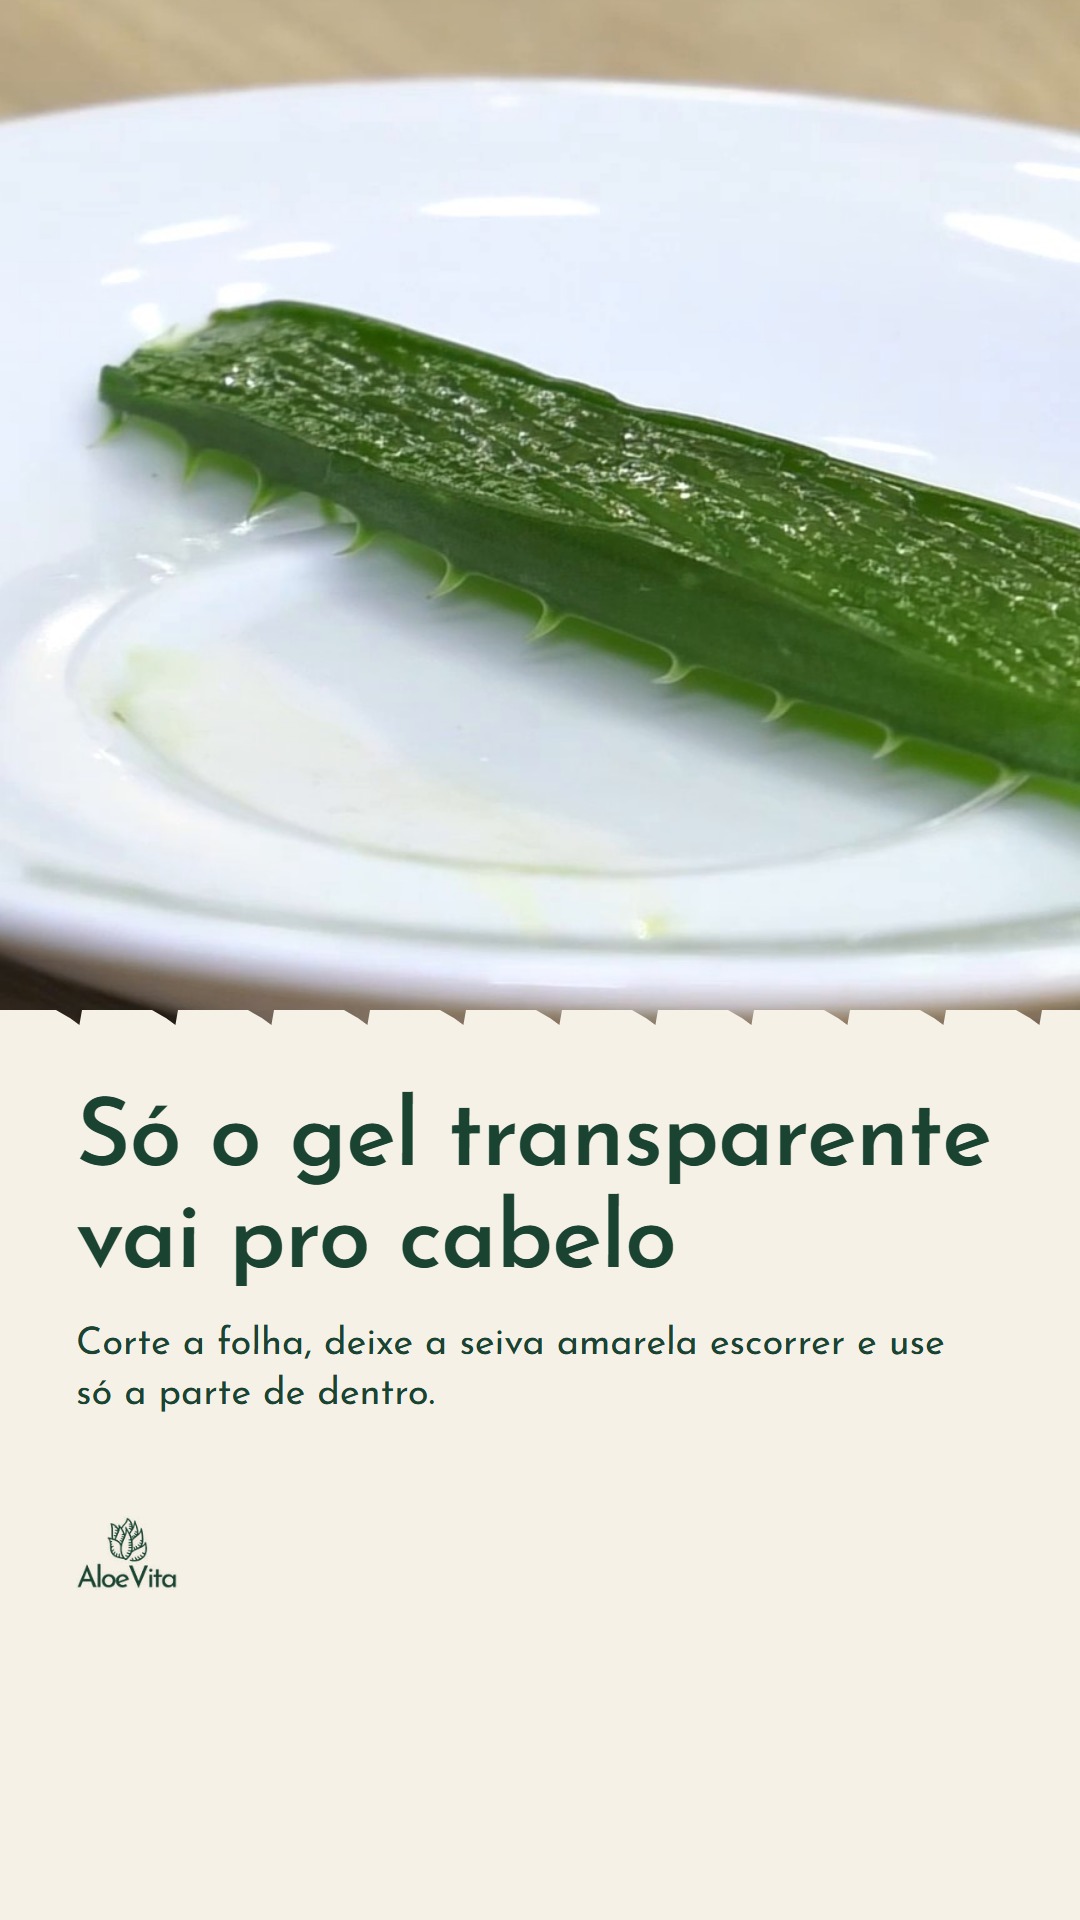 Só o gel transparente
vai pro cabelo
Corte a folha, deixe a seiva amarela escorrer e use
só a parte de dentro.
AloeVita